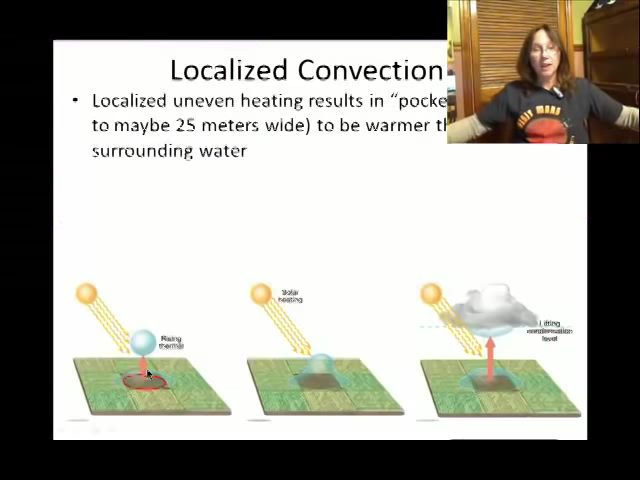 Localized Convection
• Localized uneven heating results in "pocke
to maybe 25 meters wide) to be warmer th
surrounding water
Solar
heating
Rising
thermal
Lifting
condensation
level